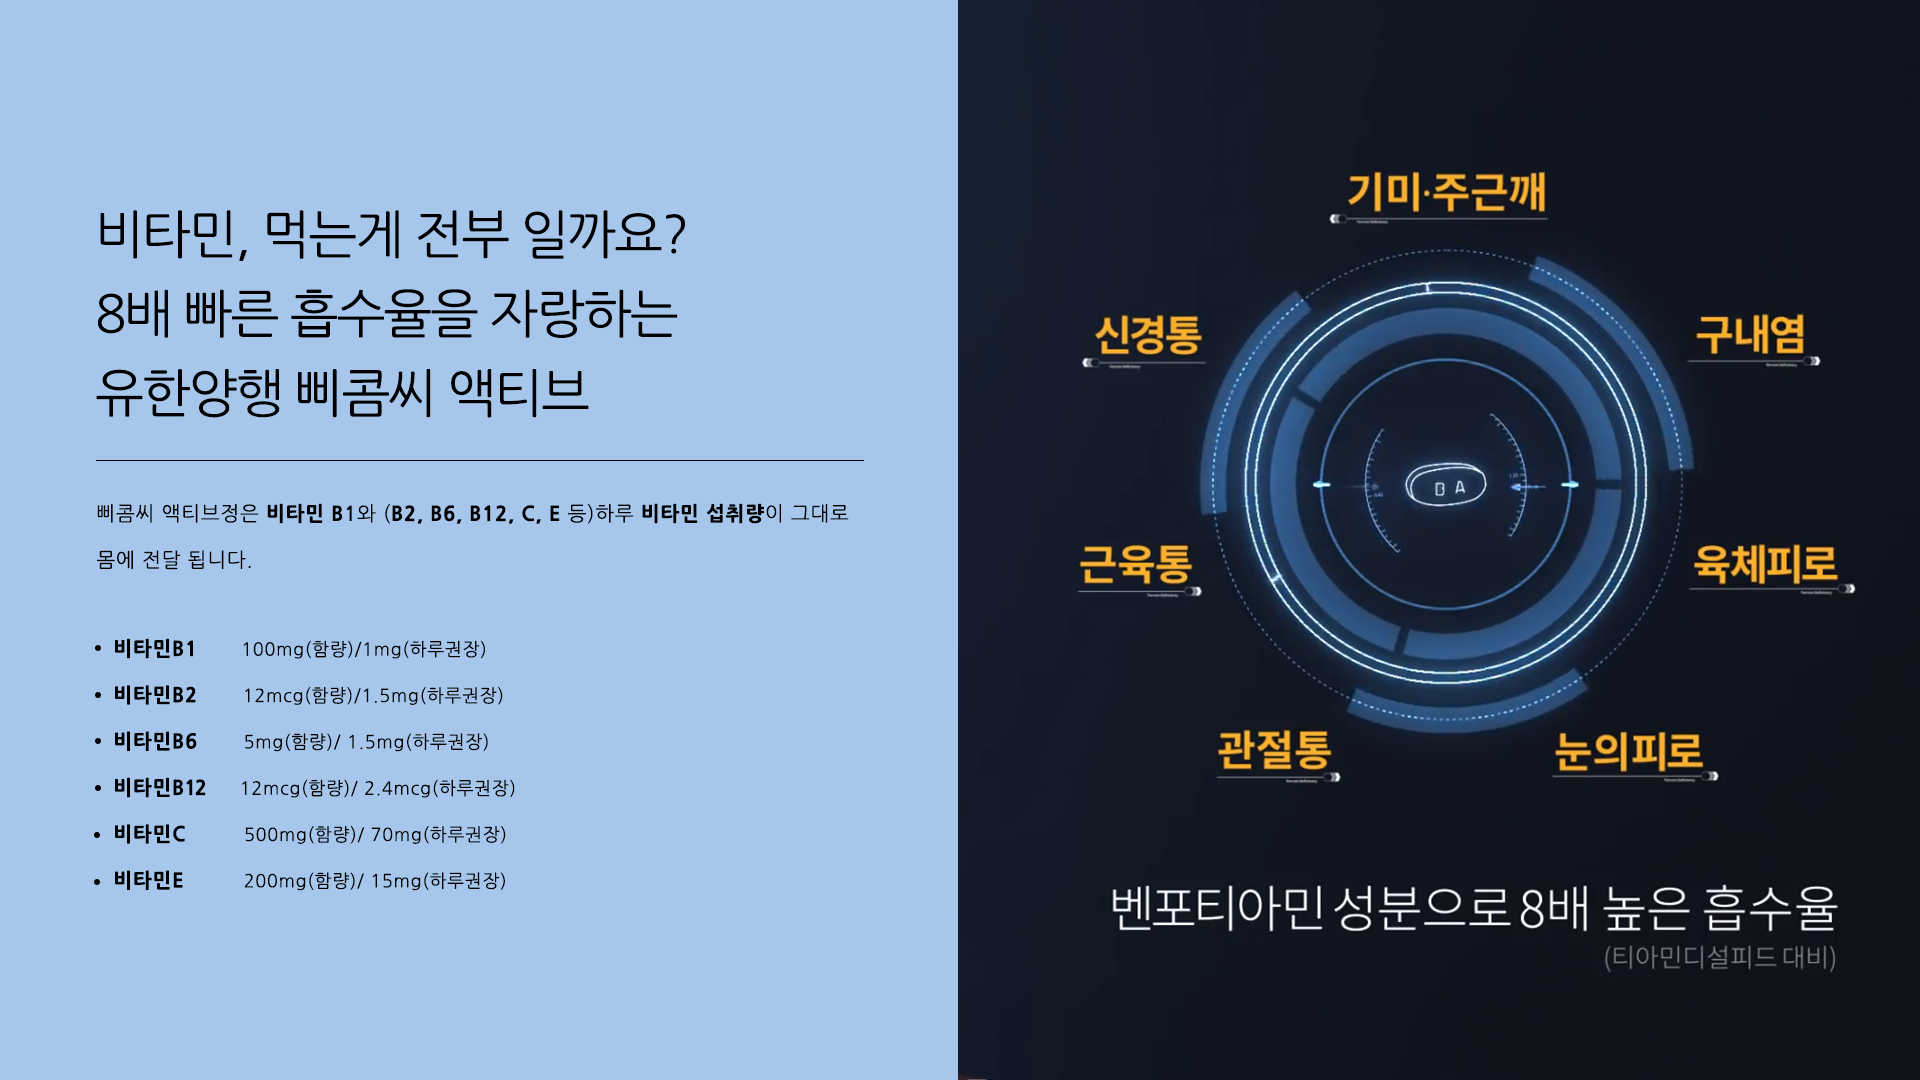 비타민, 먹는게 전부 일까요?
8배 빠른 흡수율을 자랑하는
유한양행 삐콤씨 액티브
삐콤씨 액티브정은 비타민 B1와 (B2, B6, B12, C, E 등)하루 비타민 섭취량이 그대로
몸에 전달 됩니다.
• 비타민B1 100mg(함량)/1mg(하루권장)
• 비타민B2 12mcg(함량)/1.5mg(하루권장)
• 비타민B6 5mg(함량)/ 1.5mg(하루권장)
• 비타민B12 12mcg(함량)/ 2.4mcg(하루권장)
• 비타민C 500mg(함량)/ 70mg(하루권장)
• 비타민E 200mg(함량)/ 15mg(하루권장)
기미·주근깨
신경통
구내염
B A
근육통
육체피로
관절통
눈의피로
벤포티아민 성분으로 8배 높은 흡수율
(티아민디설피드 대비)